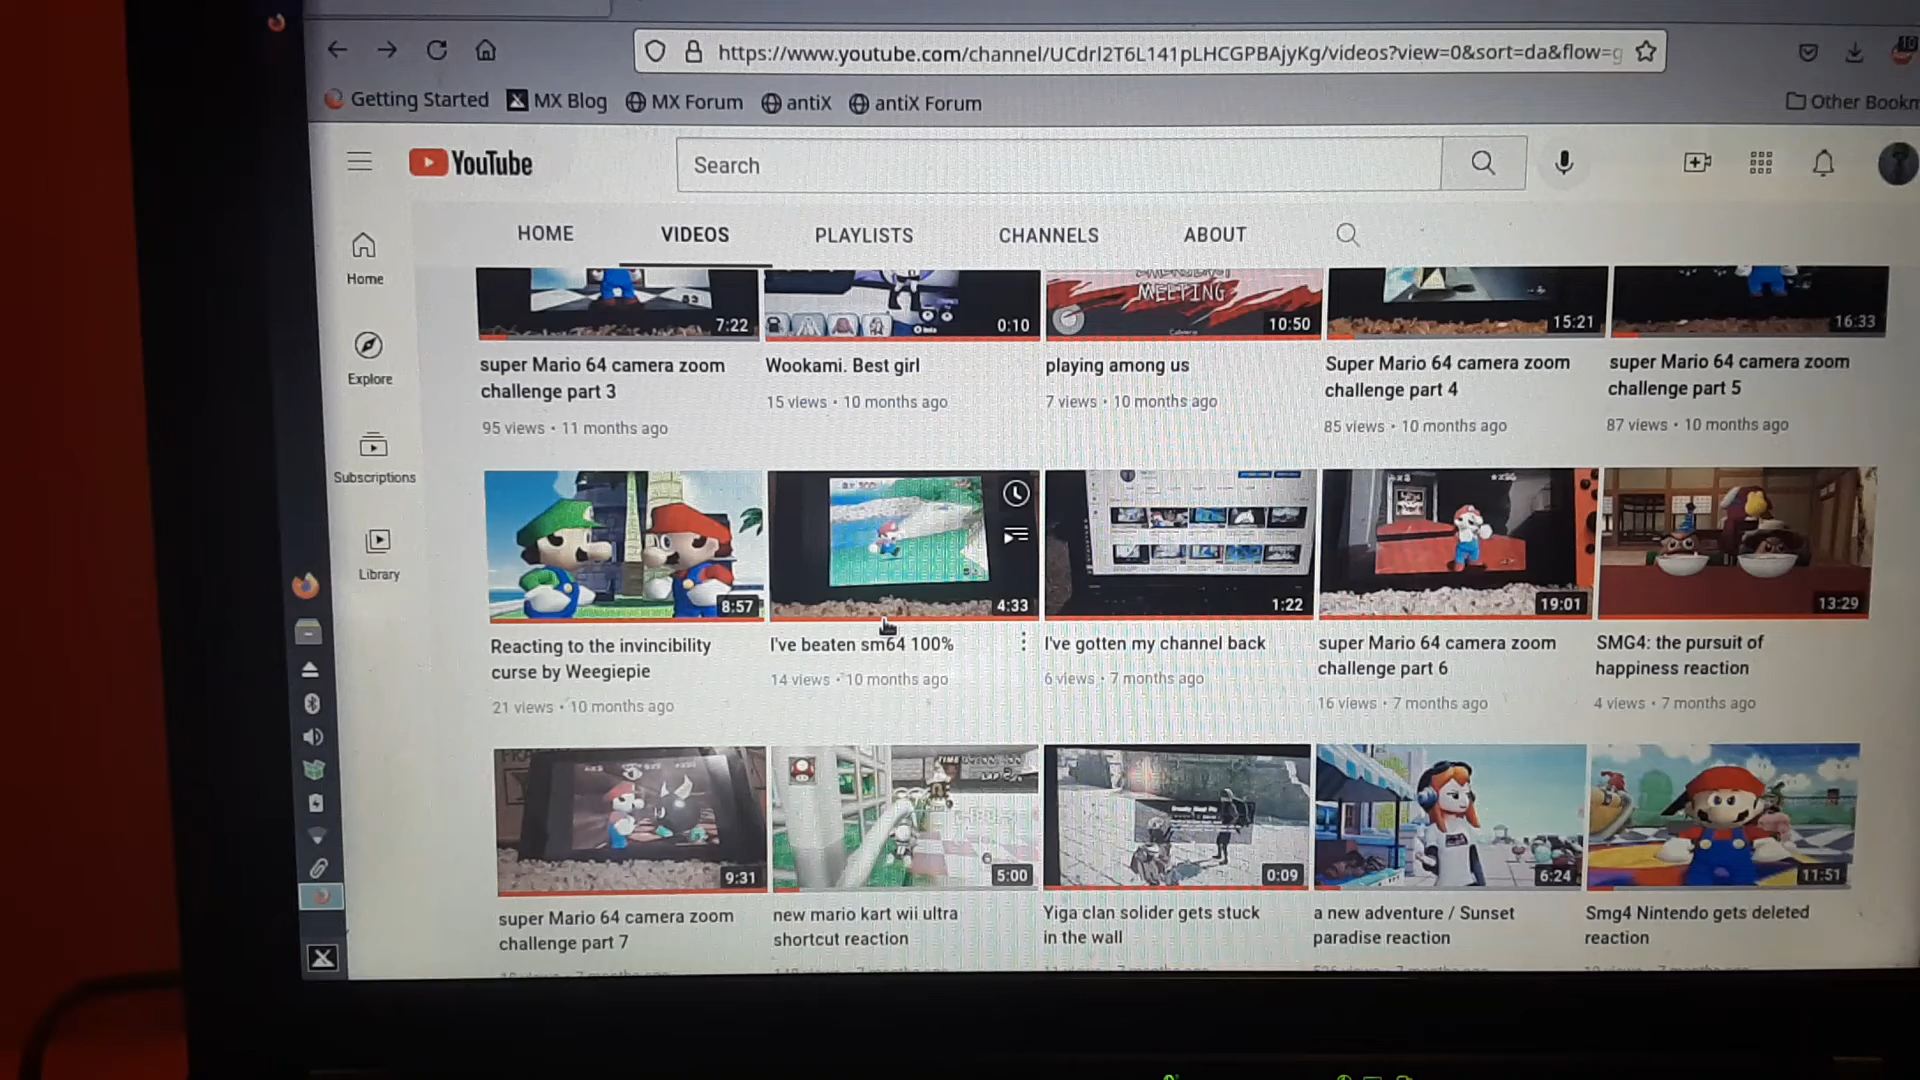 https://www.youtube.com/channel/UCdrl2T6L141pLHCGPBAjyKg/videos?view=0&sort=da&flow=g
Getting Started MX Blog MX Forum antiX antiX Forum Other Bookm
YouTube Search
HOME VIDEOS PLAYLISTS CHANNELS ABOUT
Home
Explore
Subscriptions
Library
MEETING
7:22 0:10 10:50 15:21 16:33
super Mario 64 camera zoom challenge part 3
95 views • 11 months ago
Wookami. Best girl
15 views • 10 months ago
playing among us
7 views • 10 months ago
Super Mario 64 camera zoom challenge part 4
85 views • 10 months ago
super Mario 64 camera zoom challenge part 5
87 views • 10 months ago
8:57 4:33 1:22 19:01 13:29
Reacting to the invincibility curse by Weegiepie
21 views • 10 months ago
I've beaten sm64 100%
14 views • 10 months ago
I've gotten my channel back
6 views • 7 months ago
super Mario 64 camera zoom challenge part 6
16 views • 7 months ago
SMG4: the pursuit of happiness reaction
4 views • 7 months ago
9:31 5:00 0:09 6:24 11:51
super Mario 64 camera zoom challenge part 7
new mario kart wii ultra shortcut reaction
Yiga clan solider gets stuck in the wall
a new adventure / Sunset paradise reaction
Smg4 Nintendo gets deleted reaction